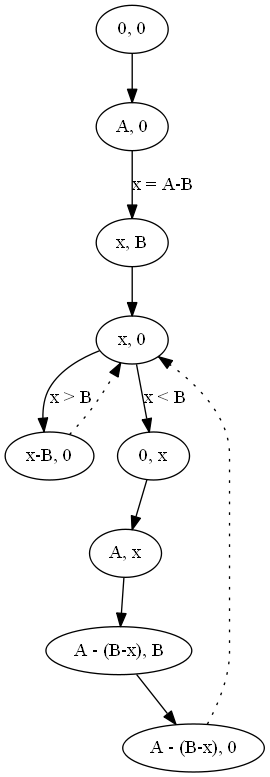 0, 0
A, 0
x = A-B
x, B
x, 0
x > B
x < B
x-B, 0
0, x
A, x
A - (B-x), B
A - (B-x), 0